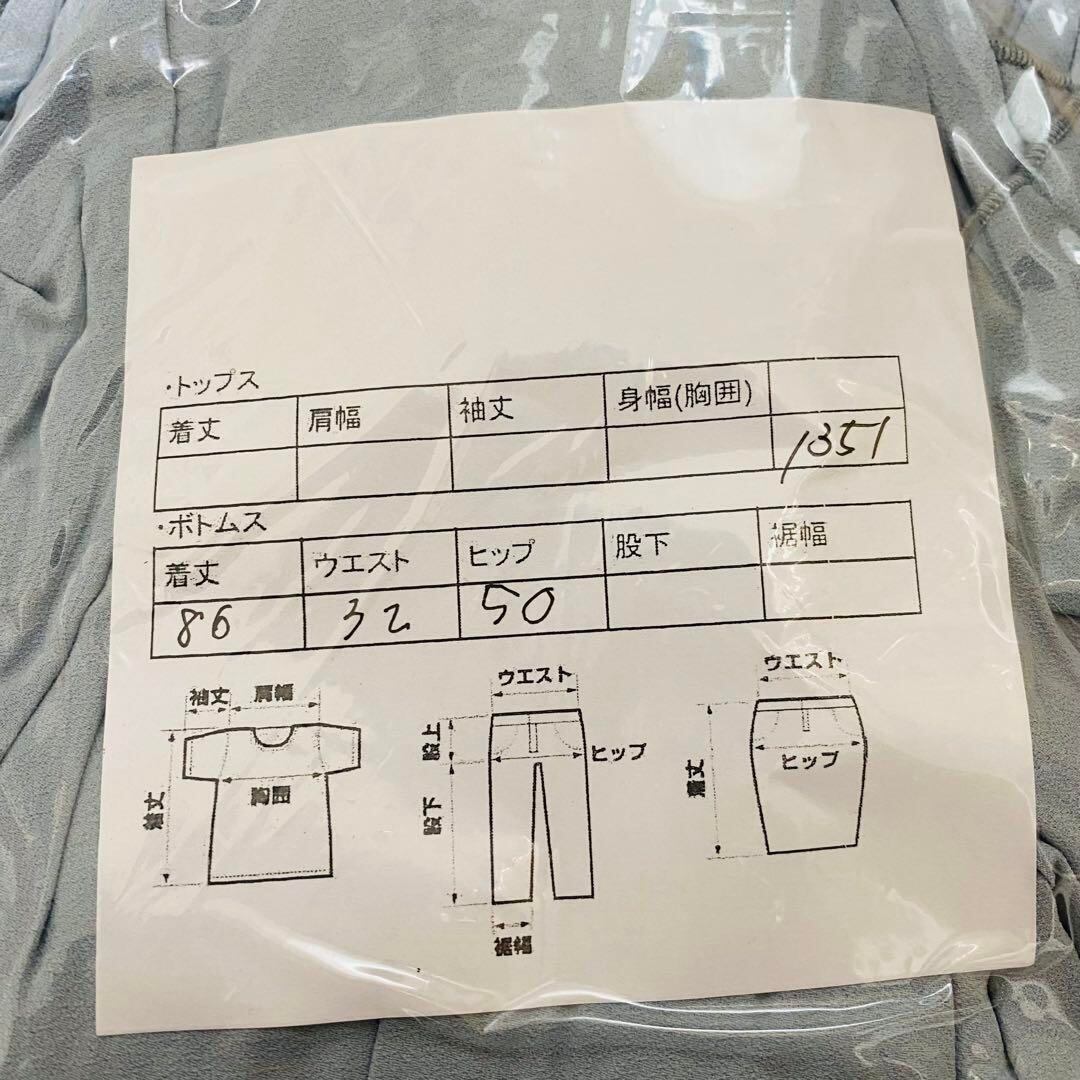 ・トップス
着丈 肩幅 袖丈 身幅(胸囲)
1351
・ボトムス
着丈 ウエスト ヒップ 股下 裾幅
86 32 50
袖丈 肩幅
着丈
胸囲
ウエスト
股上
ヒップ
股下
裾幅
ウエスト
着丈
ヒップ